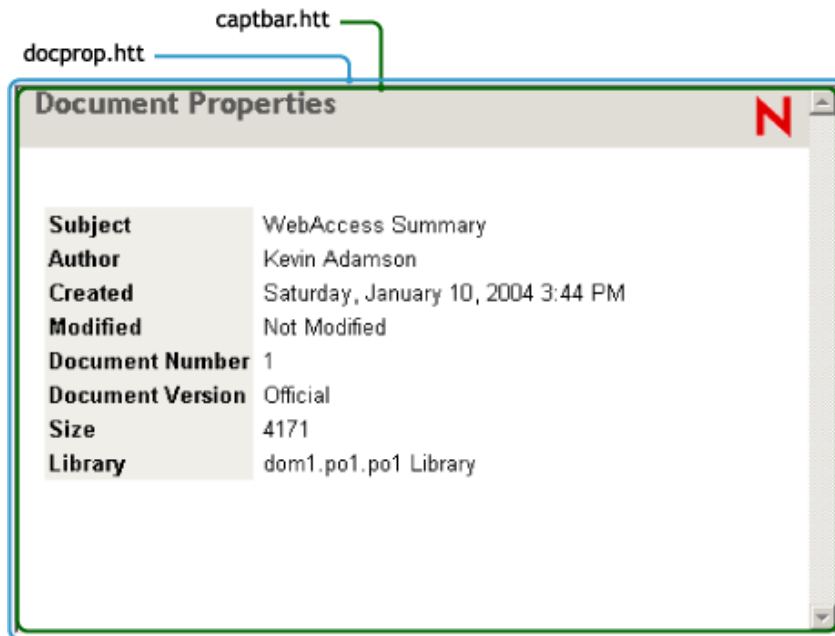 captbar.htt
docprop.htt
Document Properties
N
Subject WebAccess Summary
Author Kevin Adamson
Created Saturday, January 10, 2004 3:44 PM
Modified Not Modified
Document Number 1
Document Version Official
Size 4171
Library dom1.po1.po1 Library